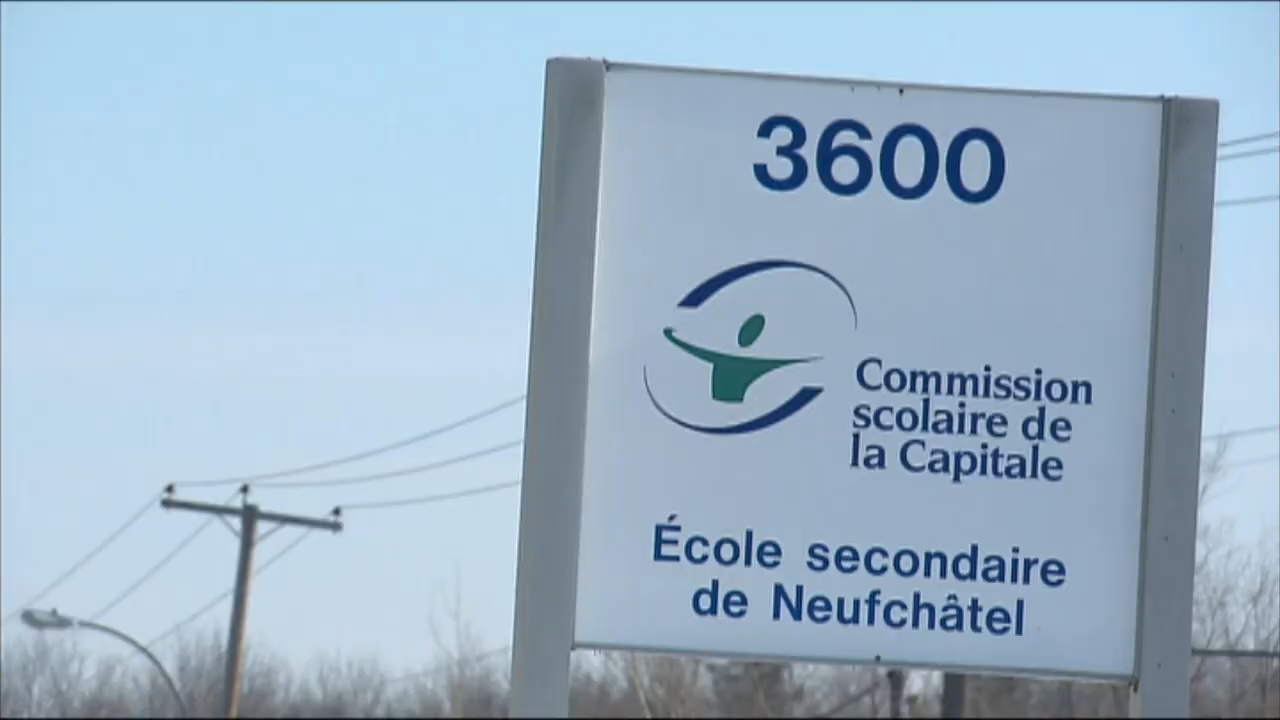 3600
Commission
scolaire de
la Capitale
École secondaire
de Neufchâtel